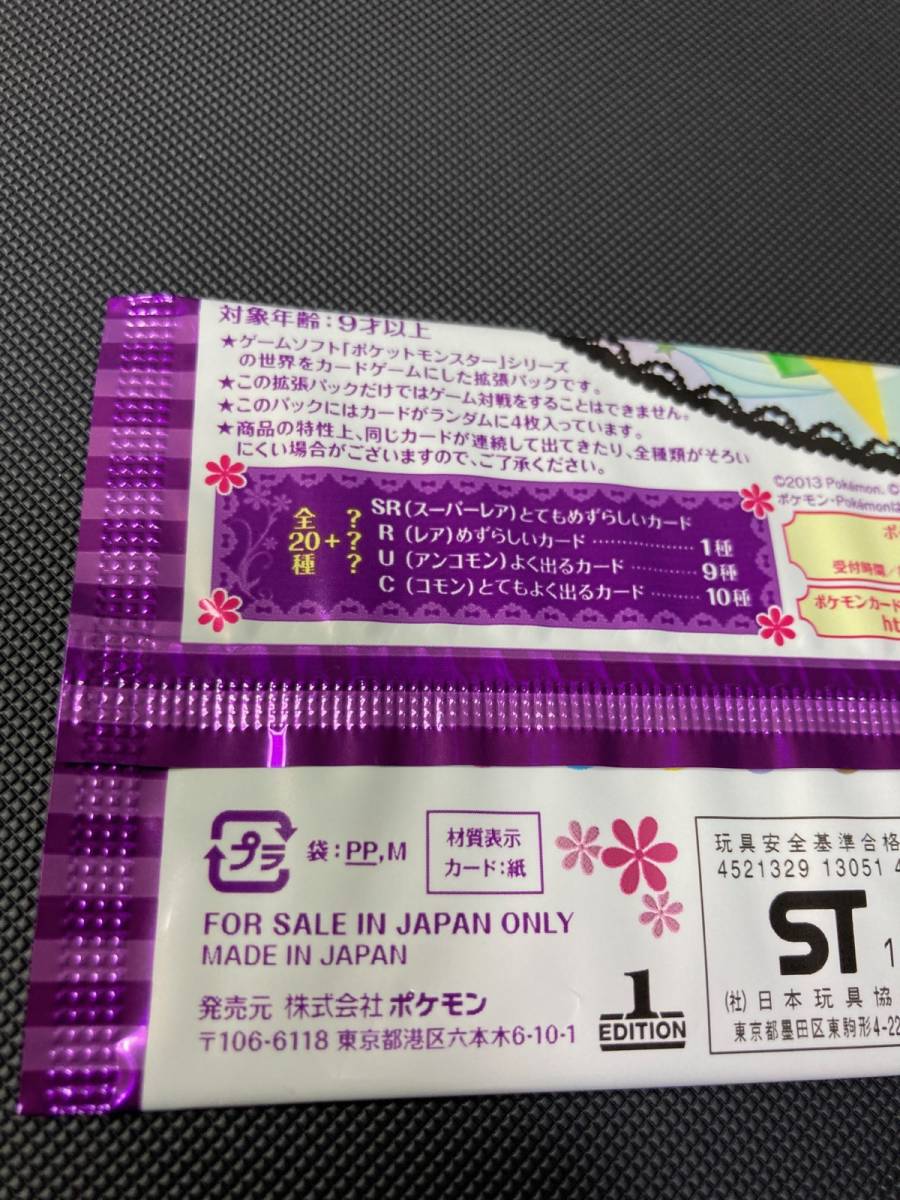 対象年齢：9才以上
★ゲームソフト「ポケットモンスター」シリーズ
の世界をカードゲームにした拡張パックです。
★この拡張パックだけではゲーム対戦をすることはできません。
★このパックにはカードがランダムに4枚入っています。
★商品の特性上、同じカードが連続して出てきたり、全種類がそろい
にくい場合がございますので、ご了承ください。
全20種+???
SR(スーパーレア)とてもめずらしいカード
R (レア)めずらしいカード ……………… 1種
U (アンコモン)よく出るカード ………… 9種
C (コモン)とてもよく出るカード ……… 10種
©2013 Pokémon. ©
ポケモン・Pokémonは
受付時間/
ポケモンカード
ht
プラ
袋：PP,M
材質表示
カード：紙
FOR SALE IN JAPAN ONLY
MADE IN JAPAN
発売元 株式会社 ポケモン
〒106-6118 東京都港区六本木6-10-1
1
EDITION
玩具安全基準合格
4521329 13051 4
ST 1
(社) 日本玩具協
東京都墨田区東駒形4-22